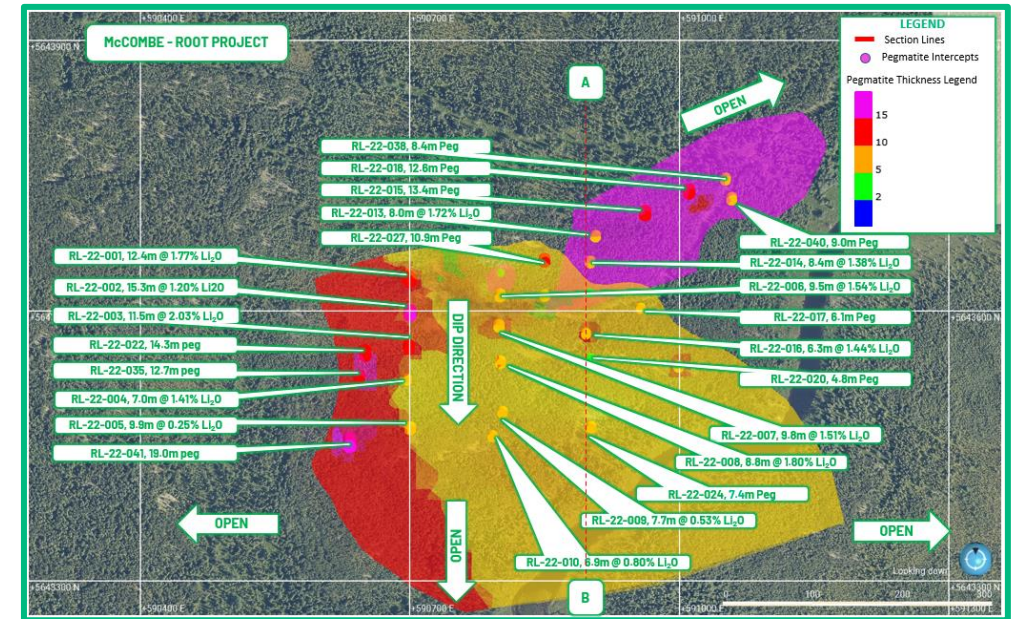 +590400 E
+590700 E
+591000 E
+5643900 N
McCOMBE - ROOT PROJECT
A
OPEN
LEGEND
Section Lines
Pegmatite Intercepts
Pegmatite Thickness Legend
15
10
5
2
RL-22-038, 8.4m Peg
RL-22-018, 12.6m Peg
RL-22-015, 13.4m Peg
RL-22-013, 8.0m @ 1.72% Li₂O
RL-22-027, 10.9m Peg
RL-22-040, 9.0m Peg
RL-22-014, 8.4m @ 1.38% Li₂O
RL-22-006, 9.5m @ 1.54% Li₂O
RL-22-017, 6.1m Peg
RL-22-016, 6.3m @ 1.44% Li₂O
RL-22-020, 4.8m Peg
RL-22-001, 12.4m @ 1.77% Li₂O
RL-22-002, 15.3m @ 1.20% Li2O
RL-22-003, 11.5m @ 2.03% Li₂O
RL-22-022, 14.3m peg
RL-22-035, 12.7m peg
RL-22-004, 7.0m @ 1.41% Li₂O
RL-22-005, 9.9m @ 0.25% Li₂O
RL-22-041, 19.0m peg
DIP DIRECTION
RL-22-007, 9.8m @ 1.51% Li₂O
RL-22-008, 8.8m @ 1.80% Li₂O
RL-22-024, 7.4m Peg
RL-22-009, 7.7m @ 0.53% Li₂O
RL-22-010, 6.9m @ 0.80% Li₂O
OPEN
OPEN
OPEN
B
Looking down
+5643300 N
+5643300 N
0
100
200
300
+590400 E
+590700 E
+591000 E
+591300 E